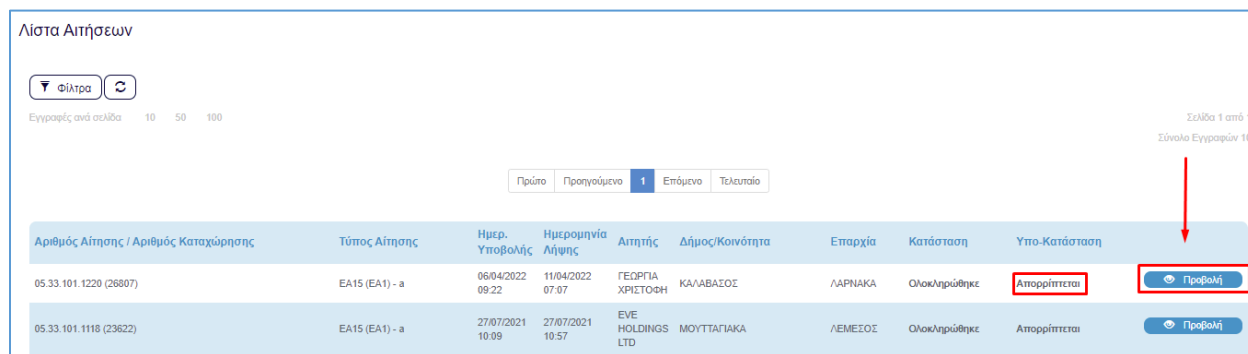 Λίστα Αιτήσεων
Φίλτρα
Εγγραφές ανά σελίδα 10 50 100
Σελίδα 1 από 1
Σύνολο Εγγραφών 10
Πρώτο Προηγούμενο 1 Επόμενο Τελευταίο
Αριθμός Αίτησης / Αριθμός Καταχώρησης Τύπος Αίτησης Ημερ. Υποβολής Ημερομηνία Λήψης Αιτητής Δήμος/Κοινότητα Επαρχία Κατάσταση Υπο-Κατάσταση
05.33.101.1220 (26807) ΕΑ15 (ΕΑ1) - a 06/04/2022 09:22 11/04/2022 07:07 ΓΕΩΡΓΙΑ ΧΡΙΣΤΟΦΗ ΚΑΛΑΒΑΣΟΣ ΛΑΡΝΑΚΑ Ολοκληρώθηκε Απορρίπτεται Προβολή
05.33.101.1118 (23622) ΕΑ15 (ΕΑ1) - a 27/07/2021 10:09 27/07/2021 10:57 EVE HOLDINGS LTD ΜΟΥΤΤΑΓΙΑΚΑ ΛΕΜΕΣΟΣ Ολοκληρώθηκε Απορρίπτεται Προβολή